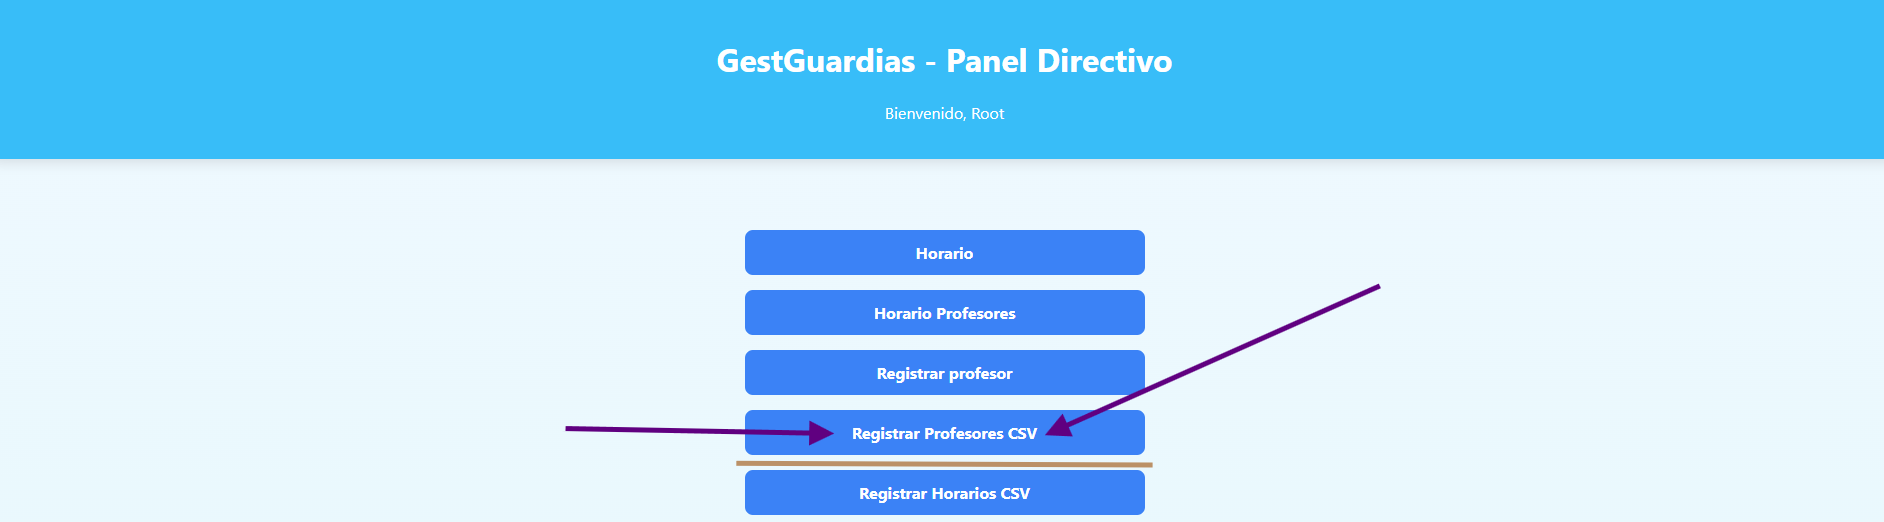 GestGuardias - Panel Directivo
Bienvenido, Root
Horario
Horario Profesores
Registrar profesor
Registrar Profesores CSV
Registrar Horarios CSV